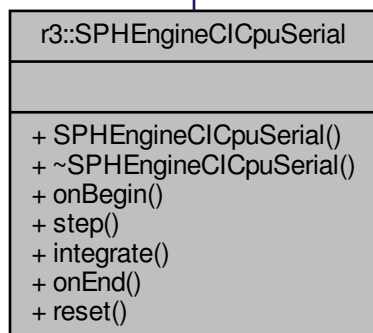 r3::SPHEngineCICpuSerial
+ SPHEngineCICpuSerial()
+ ~SPHEngineCICpuSerial()
+ onBegin()
+ step()
+ integrate()
+ onEnd()
+ reset()